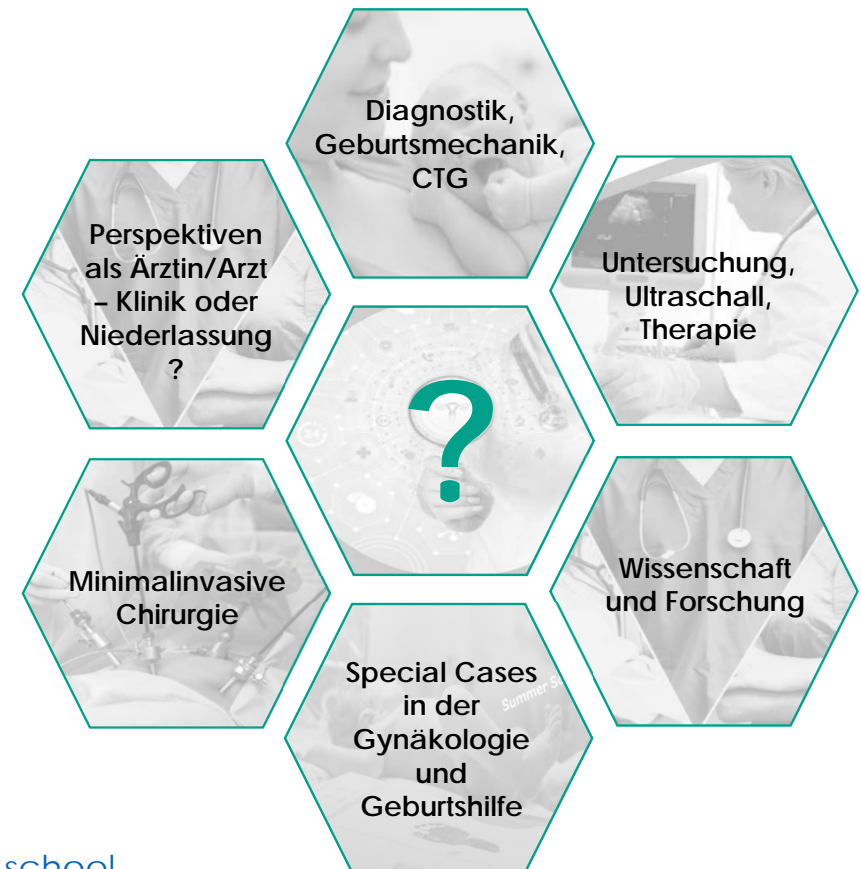 Diagnostik,
Geburtsmechanik,
CTG
Perspektiven
als Ärztin/Arzt
– Klinik oder
Niederlassung
?
Untersuchung,
Ultraschall,
Therapie
?
Minimalinvasive
Chirurgie
Wissenschaft
und Forschung
Special Cases
in der
Gynäkologie
und
Geburtshilfe
Summer
school